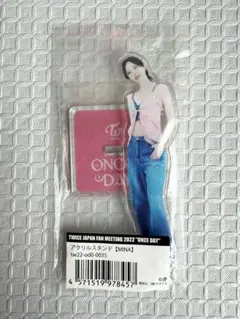 ONCE
DAY
TWICE JAPAN FAN MEETING 2022 "ONCE DAY"
アクリルスタンド【MINA】
tw22-od0-0035
4 571519 978457